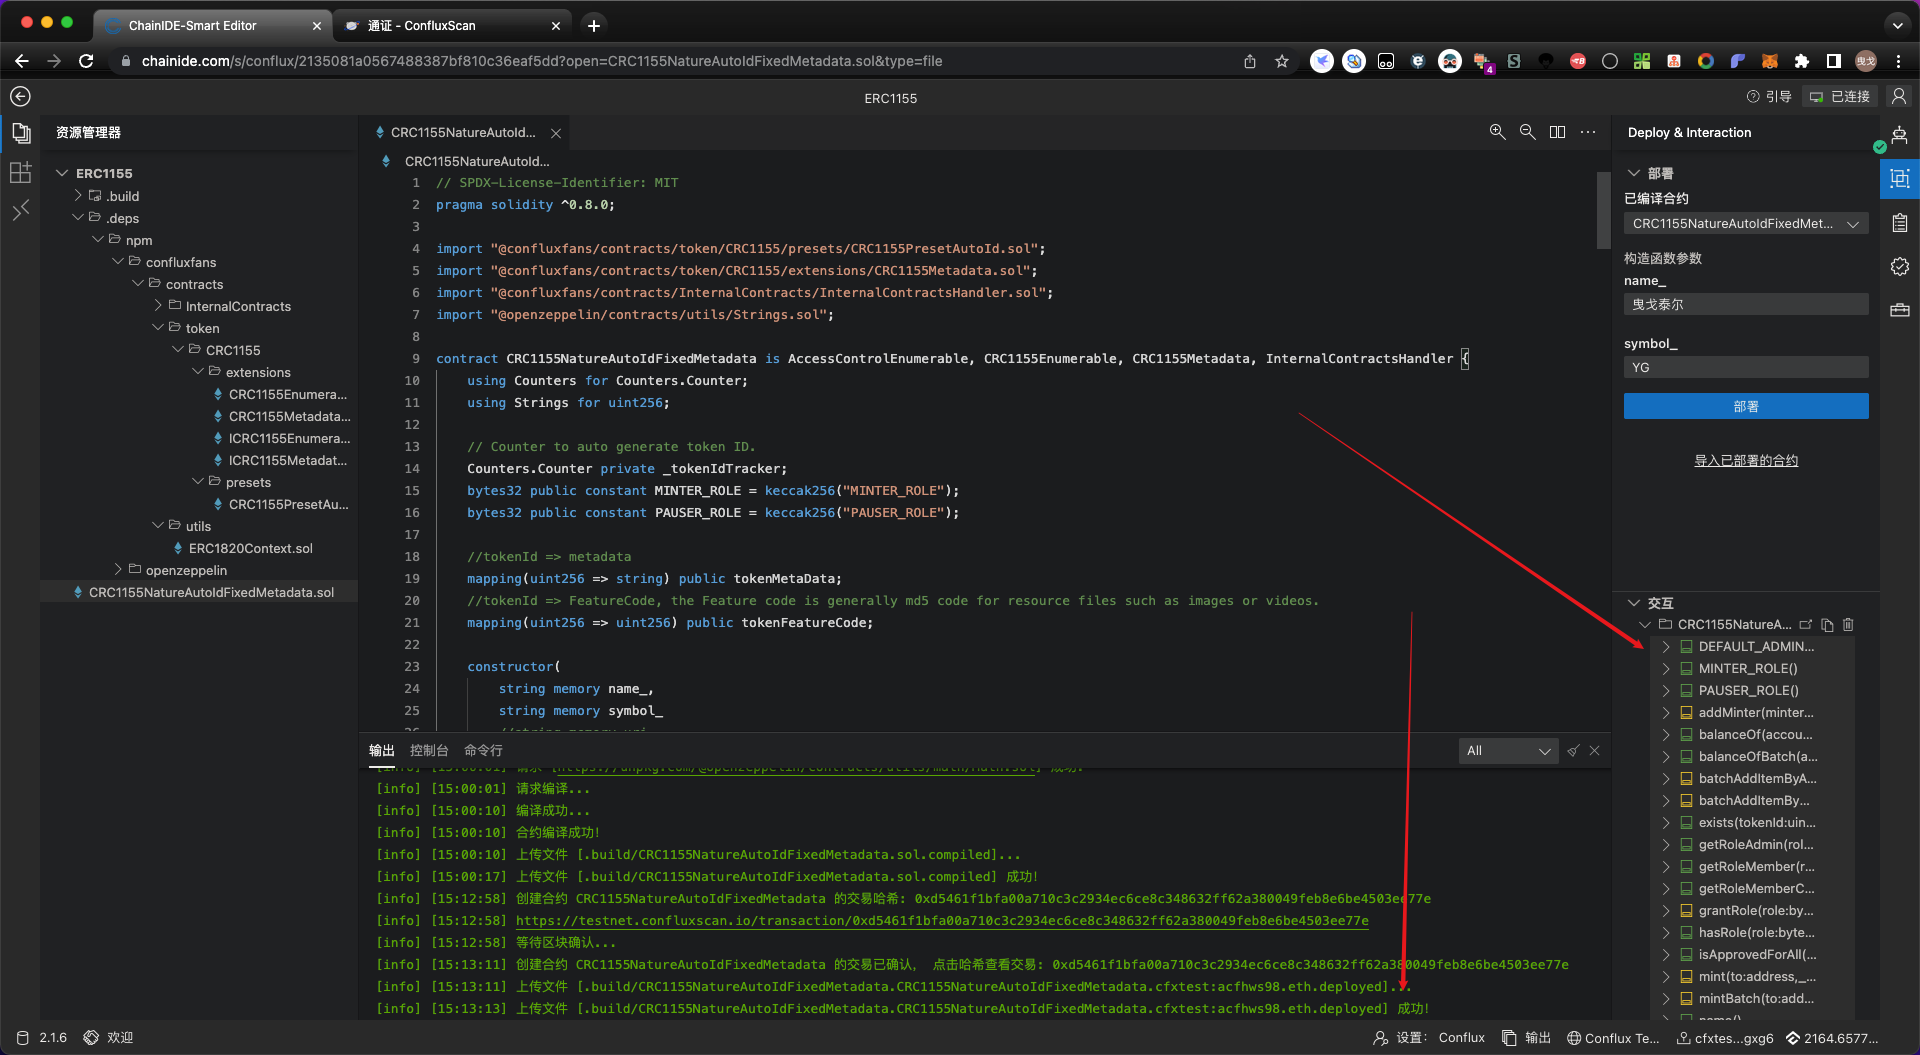 ChainIDE-Smart Editor
通证 - ConfluxScan
chainide.com/s/conflux/2135081a0567488387bf810c36eaf5dd?open=CRC1155NatureAutoIdFixedMetadata.sol&type=file
4
曳戈
ERC1155
引导
已连接
资源管理器
ERC1155
.build
.deps
npm
confluxfans
contracts
InternalContracts
token
CRC1155
extensions
CRC1155Enumera...
CRC1155Metadata...
ICRC1155Enumera...
ICRC1155Metadat...
presets
CRC1155PresetAu...
utils
ERC1820Context.sol
openzeppelin
CRC1155NatureAutoIdFixedMetadata.sol
CRC1155NatureAutoId...
CRC1155NatureAutoId...
1 // SPDX-License-Identifier: MIT
2 pragma solidity ^0.8.0;
3
4 import "@confluxfans/contracts/token/CRC1155/presets/CRC1155PresetAutoId.sol";
5 import "@confluxfans/contracts/token/CRC1155/extensions/CRC1155Metadata.sol";
6 import "@confluxfans/contracts/InternalContracts/InternalContractsHandler.sol";
7 import "@openzeppelin/contracts/utils/Strings.sol";
8
9 contract CRC1155NatureAutoIdFixedMetadata is AccessControlEnumerable, CRC1155Enumerable, CRC1155Metadata, InternalContractsHandler {
10 using Counters for Counters.Counter;
11 using Strings for uint256;
12
13 // Counter to auto generate token ID.
14 Counters.Counter private _tokenIdTracker;
15 bytes32 public constant MINTER_ROLE = keccak256("MINTER_ROLE");
16 bytes32 public constant PAUSER_ROLE = keccak256("PAUSER_ROLE");
17
18 //tokenId => metadata
19 mapping(uint256 => string) public tokenMetaData;
20 //tokenId => FeatureCode, the Feature code is generally md5 code for resource files such as images or videos.
21 mapping(uint256 => uint256) public tokenFeatureCode;
22
23 constructor(
24 string memory name_,
25 string memory symbol_
输出 控制台 命令行
All
[info] [15:00:01] 请求 [https://unpkg.com/@openzeppelin/contracts/utils/math/Math.sol] 成功!
[info] [15:00:01] 请求编译...
[info] [15:00:10] 编译成功...
[info] [15:00:10] 合约编译成功!
[info] [15:00:10] 上传文件 [.build/CRC1155NatureAutoIdFixedMetadata.sol.compiled]...
[info] [15:00:17] 上传文件 [.build/CRC1155NatureAutoIdFixedMetadata.sol.compiled] 成功!
[info] [15:12:58] 创建合约 CRC1155NatureAutoIdFixedMetadata 的交易哈希: 0xd5461f1bfa00a710c3c2934ec6ce8c348632ff62a380049feb8e6be4503ee77e
[info] [15:12:58] https://testnet.confluxscan.io/transaction/0xd5461f1bfa00a710c3c2934ec6ce8c348632ff62a380049feb8e6be4503ee77e
[info] [15:12:58] 等待区块确认...
[info] [15:13:11] 创建合约 CRC1155NatureAutoIdFixedMetadata 的交易已确认, 点击哈希查看交易: 0xd5461f1bfa00a710c3c2934ec6ce8c348632ff62a380049feb8e6be4503ee77e
[info] [15:13:11] 上传文件 [.build/CRC1155NatureAutoIdFixedMetadata.CRC1155NatureAutoIdFixedMetadata.cfxtest:acfhws98.eth.deployed]...
[info] [15:13:13] 上传文件 [.build/CRC1155NatureAutoIdFixedMetadata.CRC1155NatureAutoIdFixedMetadata.cfxtest:acfhws98.eth.deployed] 成功!
Deploy & Interaction
部署
已编译合约
CRC1155NatureAutoIdFixedMet...
构造函数参数
name_
曳戈泰尔
symbol_
YG
部署
导入已部署的合约
交互
CRC1155NatureA...
DEFAULT_ADMIN...
MINTER_ROLE()
PAUSER_ROLE()
addMinter(minter...
balanceOf(accou...
balanceOfBatch(a...
batchAddItemByA...
batchAddItemBy...
exists(tokenId:uin...
getRoleAdmin(rol...
getRoleMember(r...
getRoleMemberC...
grantRole(role:by...
hasRole(role:byte...
isApprovedForAll(...
mint(to:address,_...
mintBatch(to:add...
name()
2.1.6
欢迎
设置: Conflux
输出
Conflux Te...
cfxtes...gxg6
2164.6577...